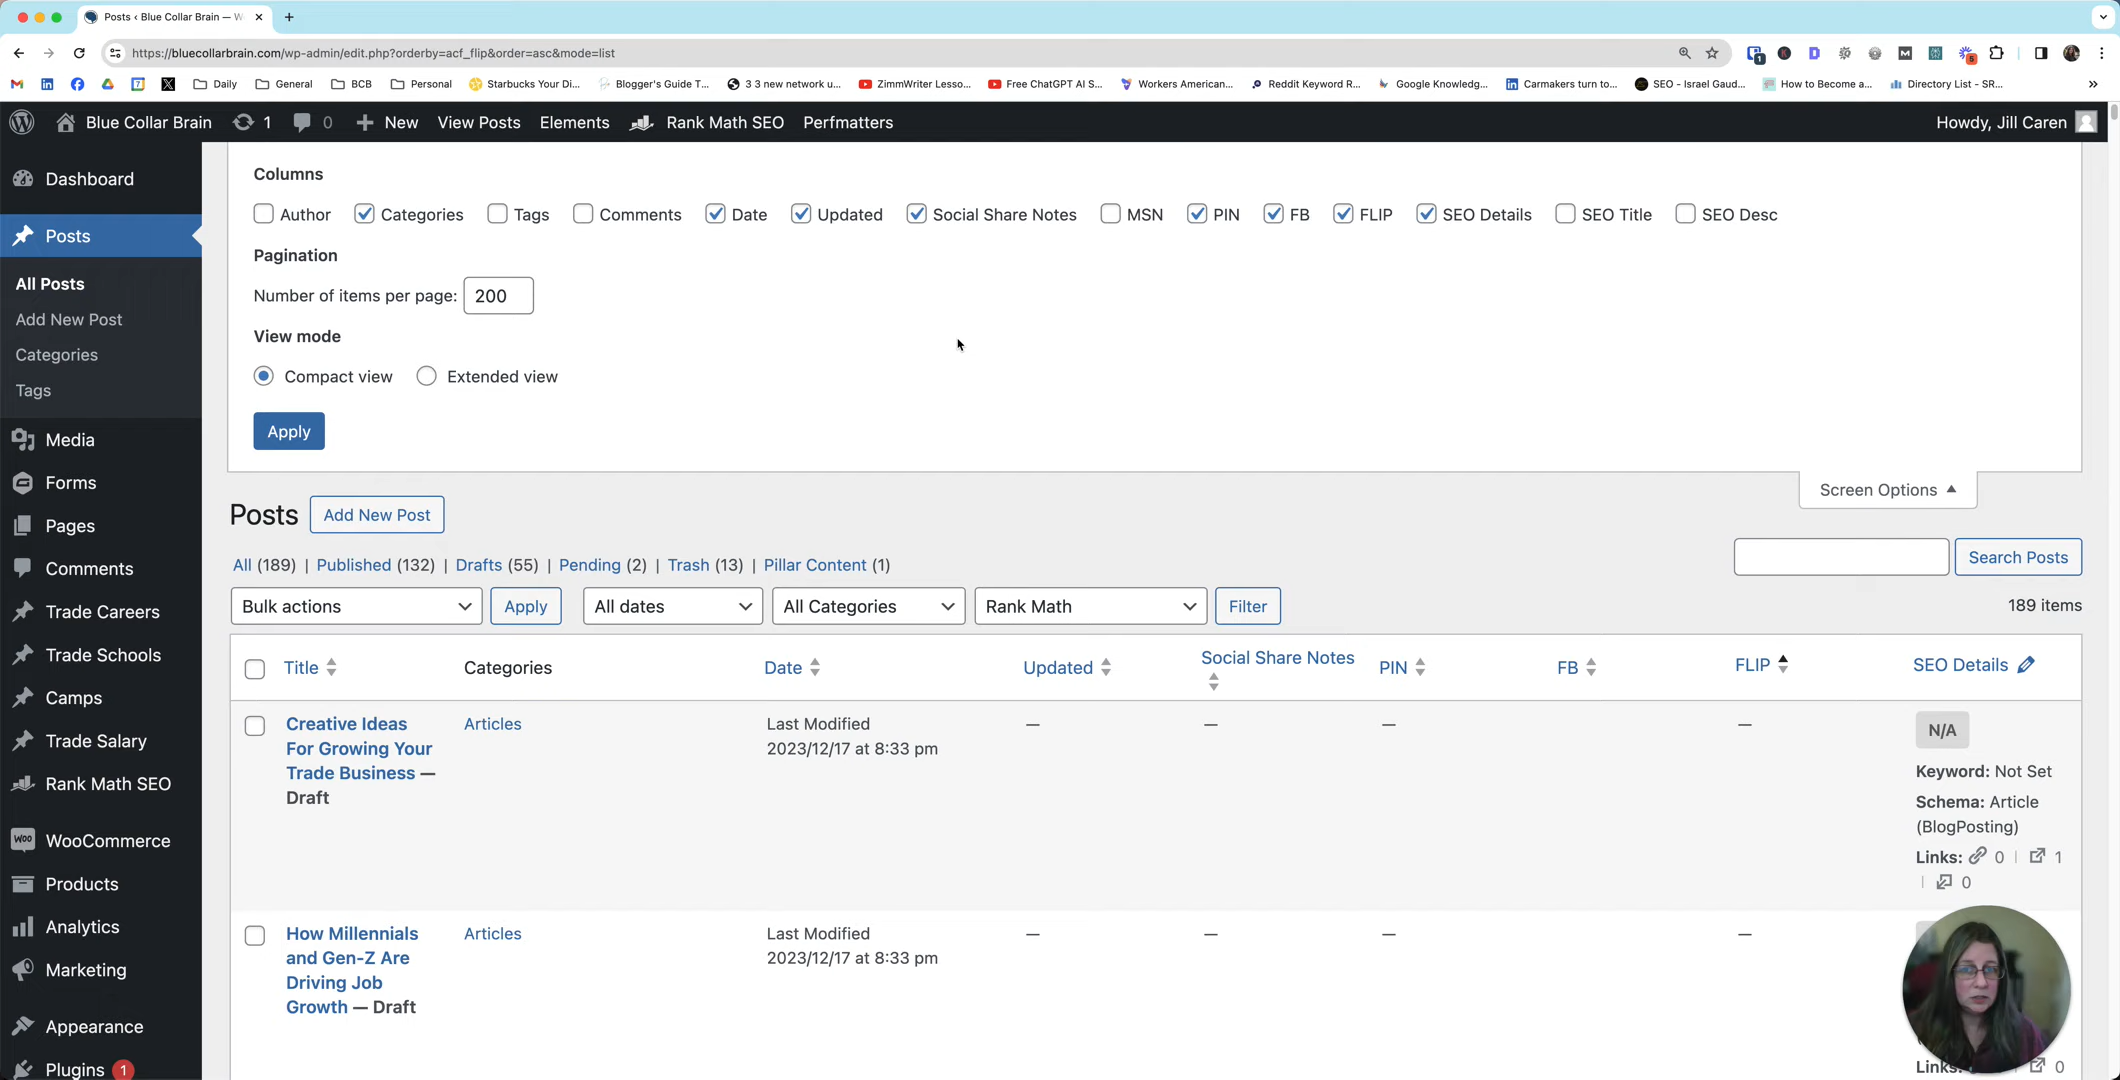 Posts ‹ Blue Collar Brain — W
https://bluecollarbrain.com/wp-admin/edit.php?orderby=acf_flip&order=asc&mode=list
Daily General BCB Personal Starbucks Your Di... Blogger's Guide T... 3 3 new network u... ZimmWriter Lesso... Free ChatGPT AI S... Workers American... Reddit Keyword R... Google Knowledg... Carmakers turn to... SEO - Israel Gaud... How to Become a... Directory List - SR...
Blue Collar Brain 1 0 New View Posts Elements Rank Math SEO Perfmatters Howdy, Jill Caren
Dashboard
Posts
All Posts
Add New Post
Categories
Tags
Media
Forms
Pages
Comments
Trade Careers
Trade Schools
Camps
Trade Salary
Rank Math SEO
WooCommerce
Products
Analytics
Marketing
Appearance
Plugins 1
Columns
Author Categories Tags Comments Date Updated Social Share Notes MSN PIN FB FLIP SEO Details SEO Title SEO Desc
Pagination
Number of items per page: 200
View mode
Compact view Extended view
Apply
Screen Options
Posts Add New Post
All (189) | Published (132) | Drafts (55) | Pending (2) | Trash (13) | Pillar Content (1)
Search Posts
Bulk actions Apply All dates All Categories Rank Math Filter 189 items
Title Categories Date Updated Social Share Notes PIN FB FLIP SEO Details
Creative Ideas
For Growing Your
Trade Business —
Draft
Articles
Last Modified
2023/12/17 at 8:33 pm
— — — —
N/A
Keyword: Not Set
Schema: Article
(BlogPosting)
Links: 0 | 1
| 0
How Millennials
and Gen-Z Are
Driving Job
Growth — Draft
Articles
Last Modified
2023/12/17 at 8:33 pm
— — — —
Links: 0